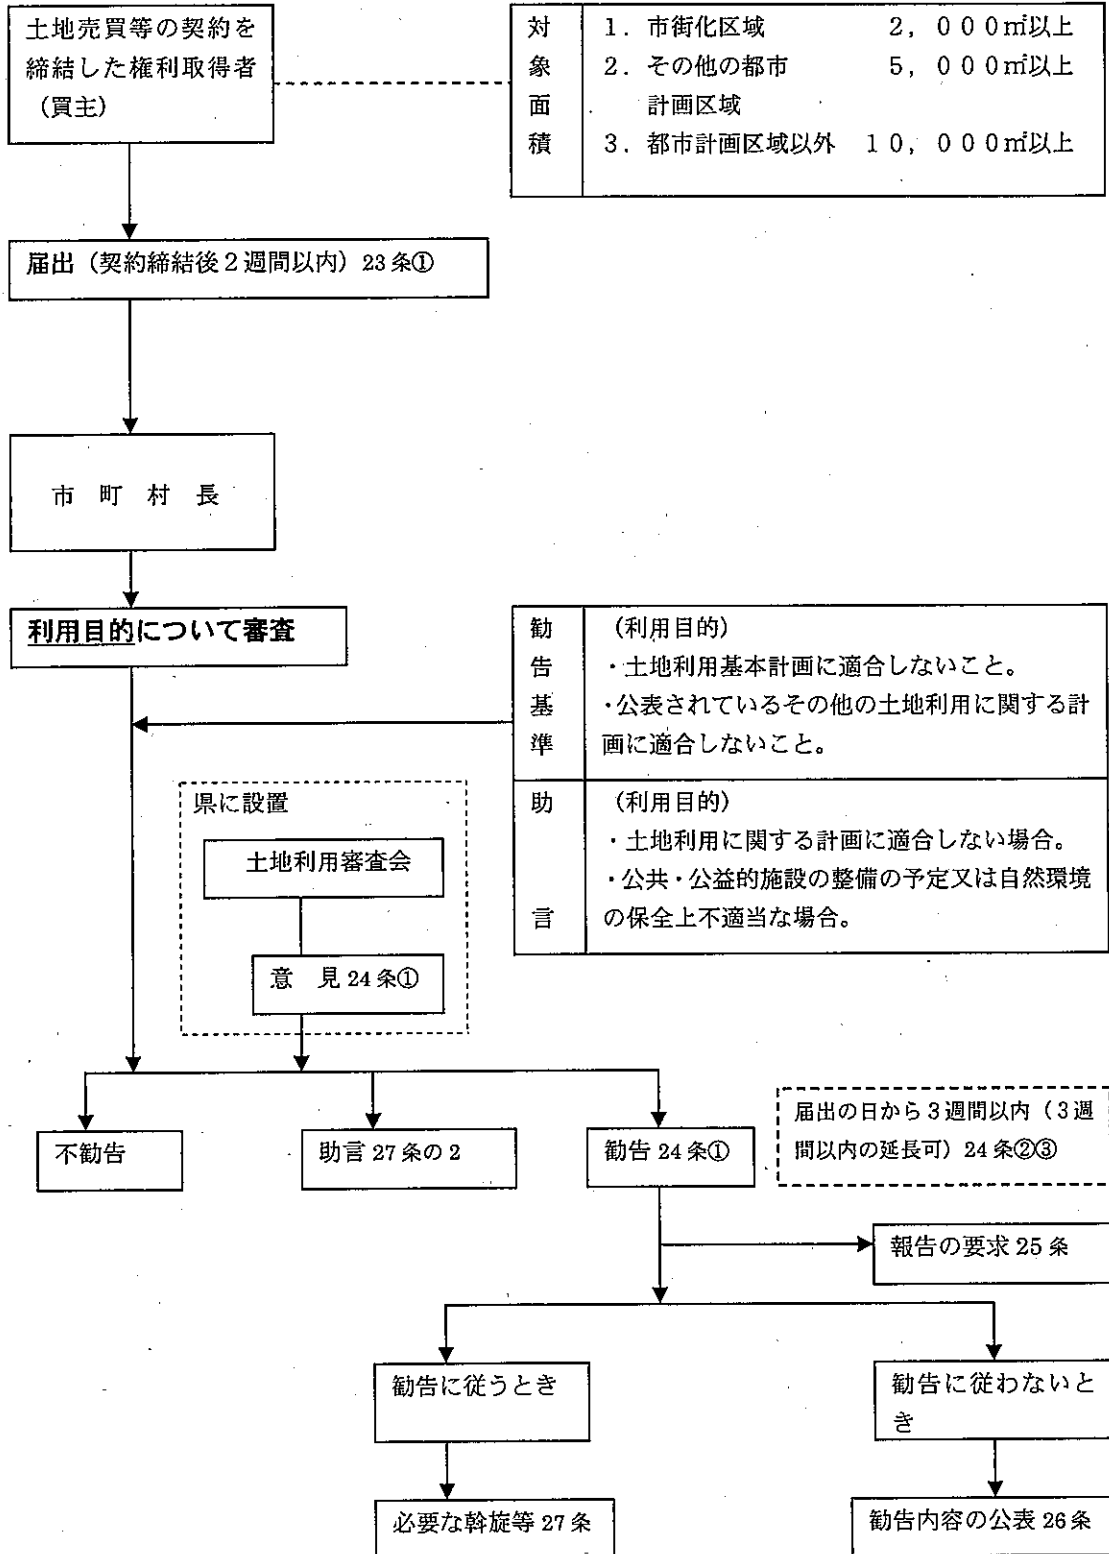 土地売買等の契約を
締結した権利取得者
(買主)
対象面積
1．市街化区域　2，０００㎡以上
2．その他の都市　5，０００㎡以上
計画区域
3．都市計画区域以外　１０，０００㎡以上
届出（契約締結後２週間以内）23条①
市　町　村　長
利用目的について審査
勧告基準
（利用目的）
・土地利用基本計画に適合しないこと。
・公表されているその他の土地利用に関する計
画に適合しないこと。
助言
（利用目的）
・土地利用に関する計画に適合しない場合。
・公共・公益的施設の整備の予定又は自然環境
の保全上不適当な場合。
県に設置
土地利用審査会
意　見 24条①
不勧告
助言 27条の2
勧告 24条①
届出の日から３週間以内（３週
間以内の延長可）24条②③
報告の要求 25条
勧告に従うとき
勧告に従わないと
き
必要な斡旋等 27条
勧告内容の公表 26条